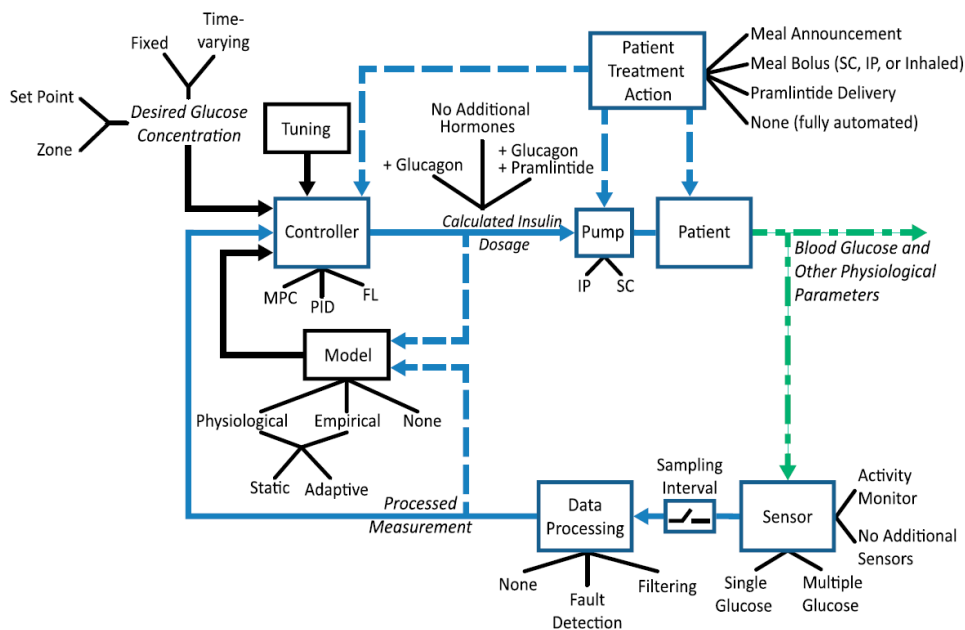 Time-
varying
Fixed
Set Point
Desired Glucose
Concentration
Zone
Tuning
No Additional
Hormones
+ Glucagon
+ Glucagon
+ Pramlintide
Patient
Treatment
Action
Meal Announcement
Meal Bolus (SC, IP, or Inhaled)
Pramlintide Delivery
None (fully automated)
Controller
Calculated Insulin
Dosage
Pump
Patient
Blood Glucose and
Other Physiological
Parameters
MPC
PID
FL
IP
SC
Model
Physiological
Empirical
None
Static
Adaptive
Processed
Measurement
Data
Processing
Sampling
Interval
Sensor
Activity
Monitor
No Additional
Sensors
None
Fault
Detection
Filtering
Single
Glucose
Multiple
Glucose